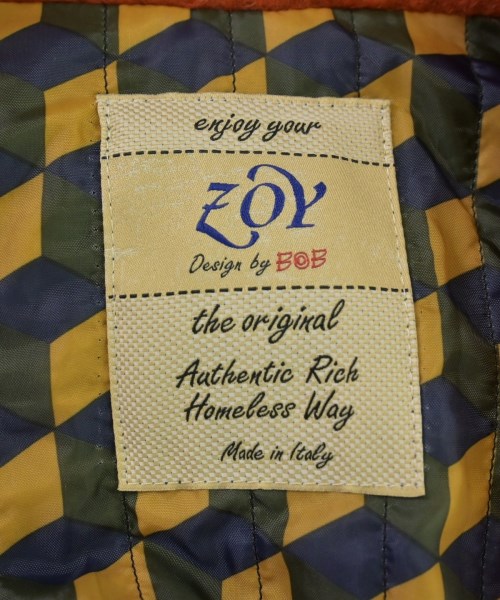 enjoy your
ZOY
Design by BOB
the original
Authentic Rich
Homeless Way
Made in Italy